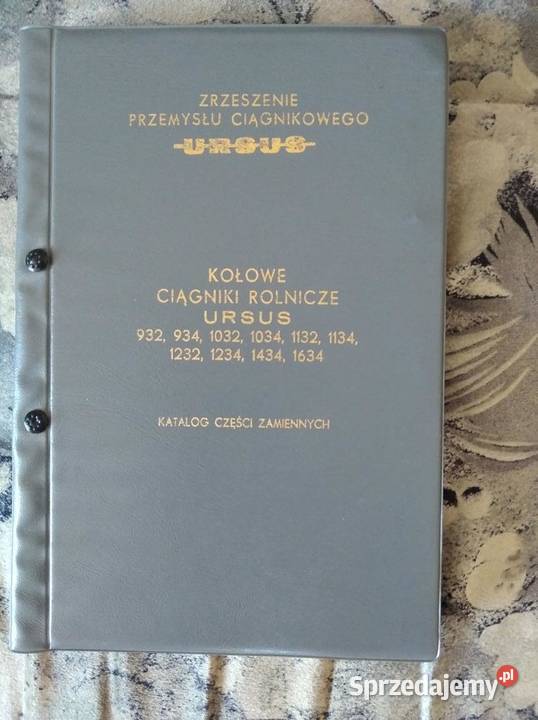 ZRZESZENIE
PRZEMYSŁU CIĄGNIKOWEGO
URSUS
KOŁOWE
CIĄGNIKI ROLNICZE
URSUS
932, 934, 1032, 1034, 1132, 1134,
1232, 1234, 1434, 1634
KATALOG CZĘŚCI ZAMIENNYCH
Sprzedajemy.pl